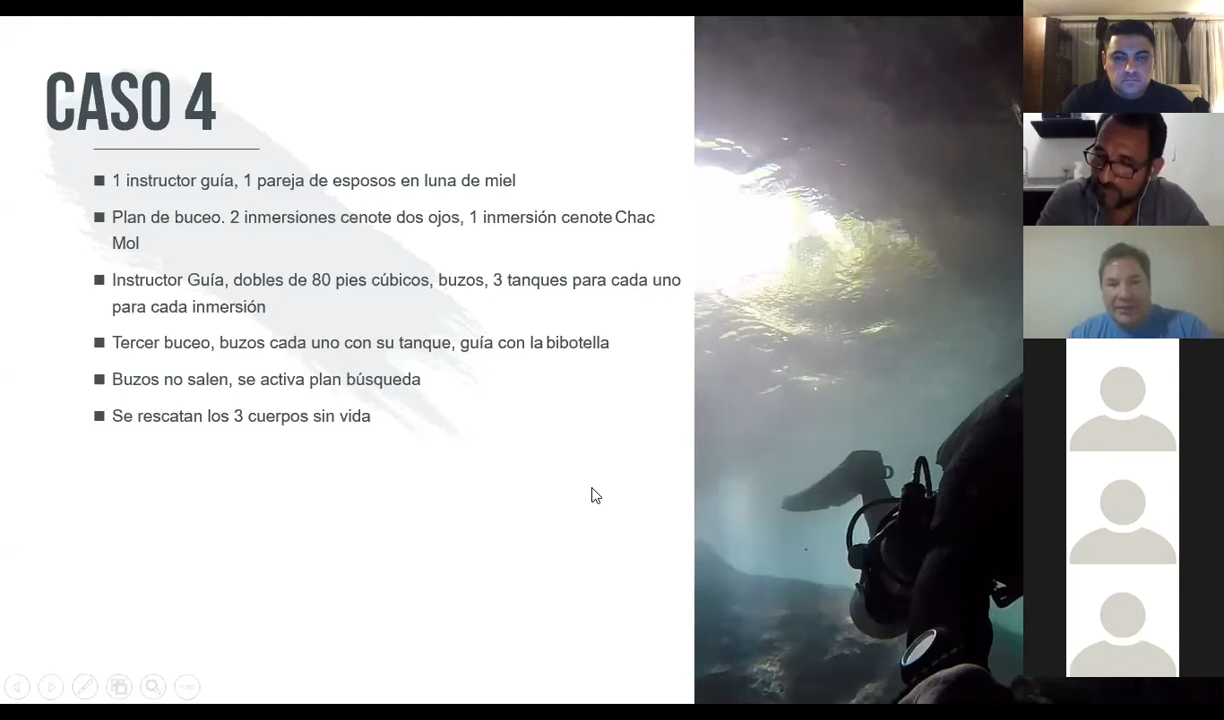 CASO 4
■ 1 instructor guía, 1 pareja de esposos en luna de miel
■ Plan de buceo. 2 inmersiones cenote dos ojos, 1 inmersión cenote Chac
Mol
■ Instructor Guía, dobles de 80 pies cúbicos, buzos, 3 tanques para cada uno
para cada inmersión
■ Tercer buceo, buzos cada uno con su tanque, guía con la bibotella
■ Buzos no salen, se activa plan búsqueda
■ Se rescatan los 3 cuerpos sin vida